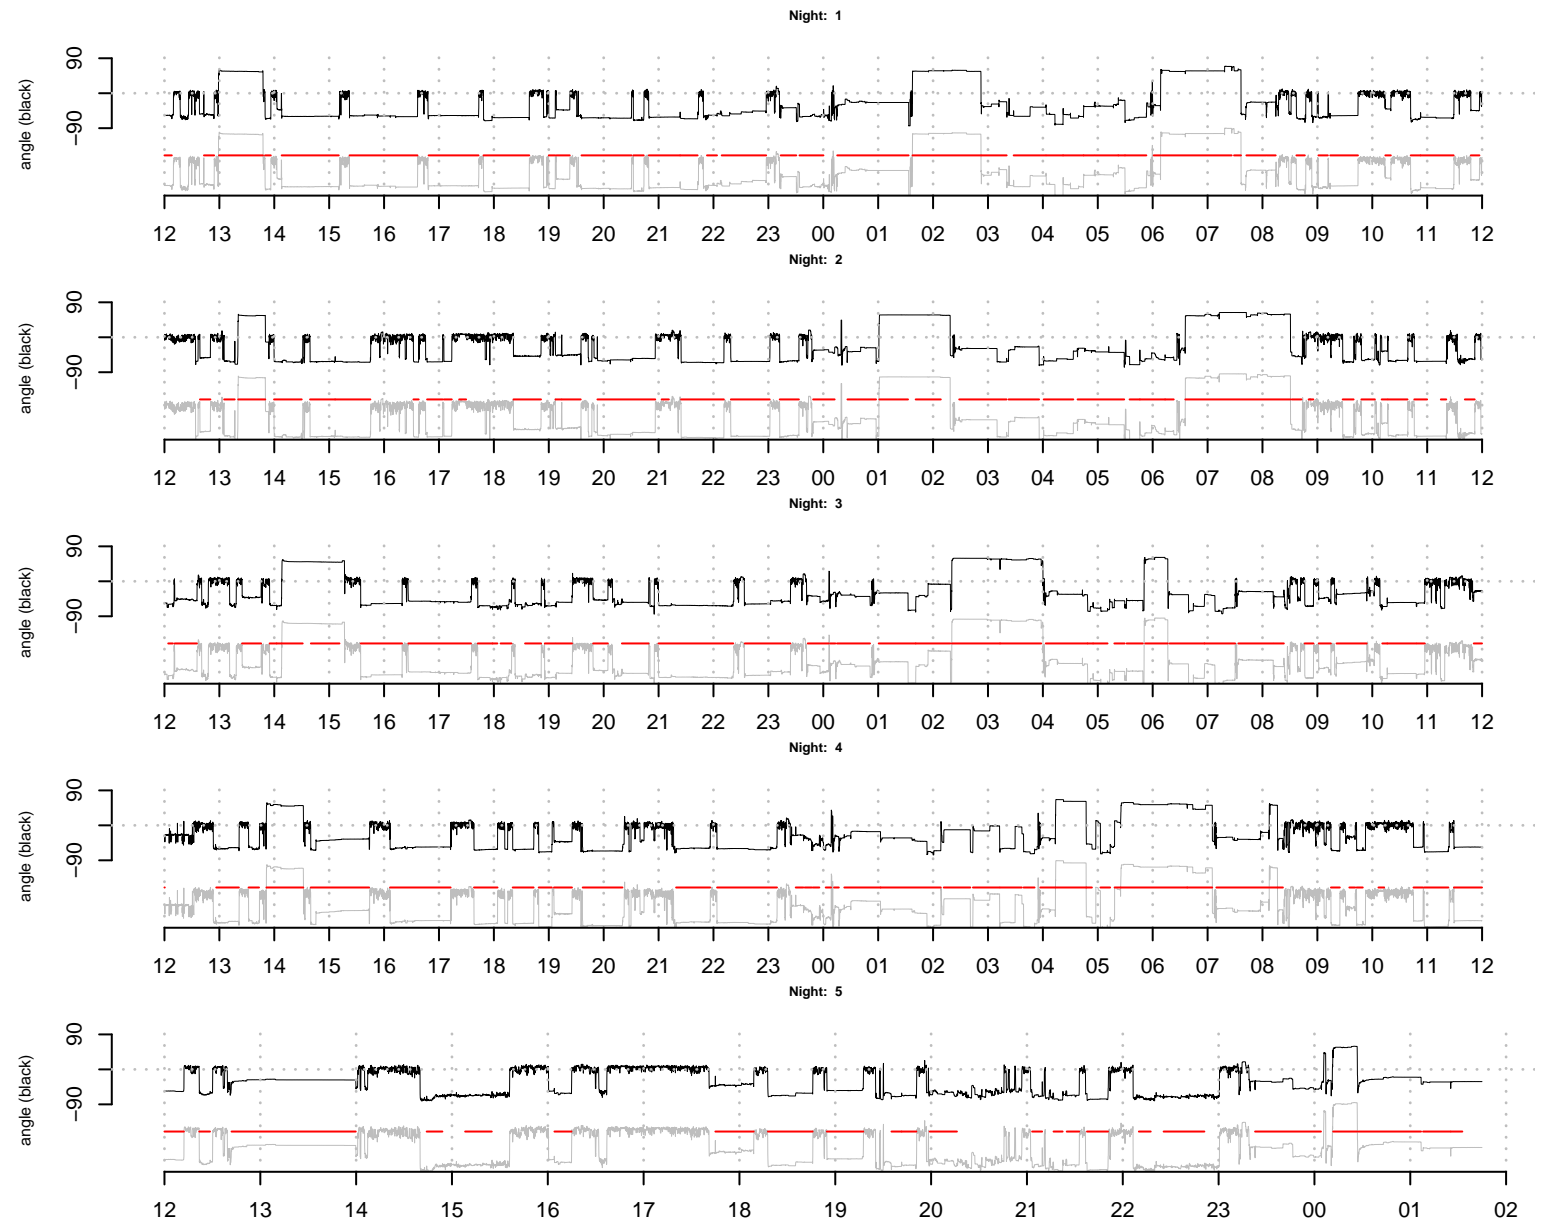 Night: 1
angle (black)
90
-90
12 13 14 15 16 17 18 19 20 21 22 23 00 01 02 03 04 05 06 07 08 09 10 11 12
Night: 2
angle (black)
90
-90
12 13 14 15 16 17 18 19 20 21 22 23 00 01 02 03 04 05 06 07 08 09 10 11 12
Night: 3
angle (black)
90
-90
12 13 14 15 16 17 18 19 20 21 22 23 00 01 02 03 04 05 06 07 08 09 10 11 12
Night: 4
angle (black)
90
-90
12 13 14 15 16 17 18 19 20 21 22 23 00 01 02 03 04 05 06 07 08 09 10 11 12
Night: 5
angle (black)
90
-90
12 13 14 15 16 17 18 19 20 21 22 23 00 01 02